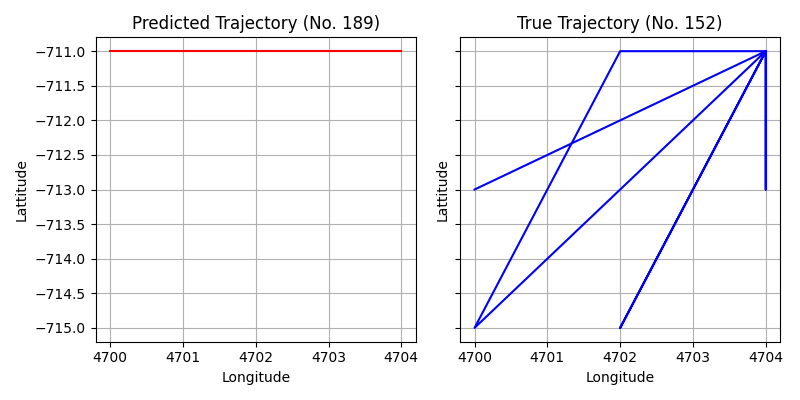 Predicted Trajectory (No. 189)
True Trajectory (No. 152)
−711.0
−711.5
−712.0
−712.5
−713.0
−713.5
−714.0
−714.5
−715.0
Lattitude
Lattitude
4700 4701 4702 4703 4704
4700 4701 4702 4703 4704
Longitude
Longitude